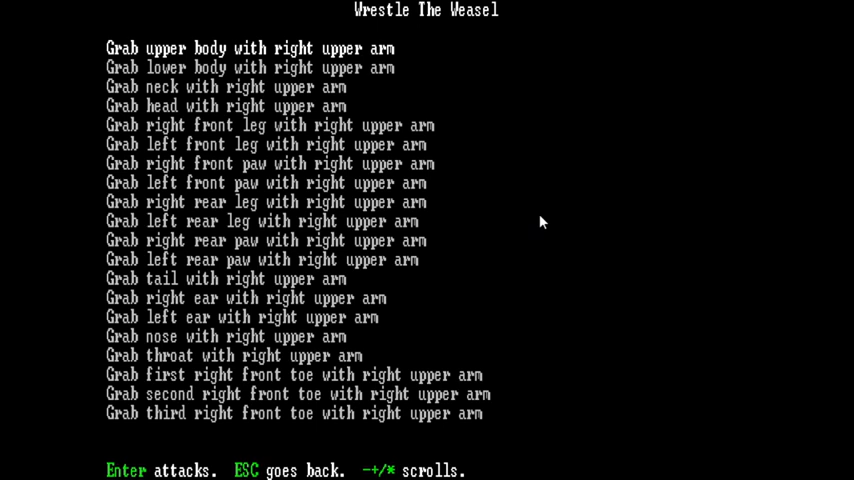 Wrestle The Weasel
Grab upper body with right upper arm
Grab lower body with right upper arm
Grab neck with right upper arm
Grab head with right upper arm
Grab right front leg with right upper arm
Grab left front leg with right upper arm
Grab right front paw with right upper arm
Grab left front paw with right upper arm
Grab right rear leg with right upper arm
Grab left rear leg with right upper arm
Grab right rear paw with right upper arm
Grab left rear paw with right upper arm
Grab tail with right upper arm
Grab right ear with right upper arm
Grab left ear with right upper arm
Grab nose with right upper arm
Grab throat with right upper arm
Grab first right front toe with right upper arm
Grab second right front toe with right upper arm
Grab third right front toe with right upper arm
Enter attacks. ESC goes back. -+/* scrolls.